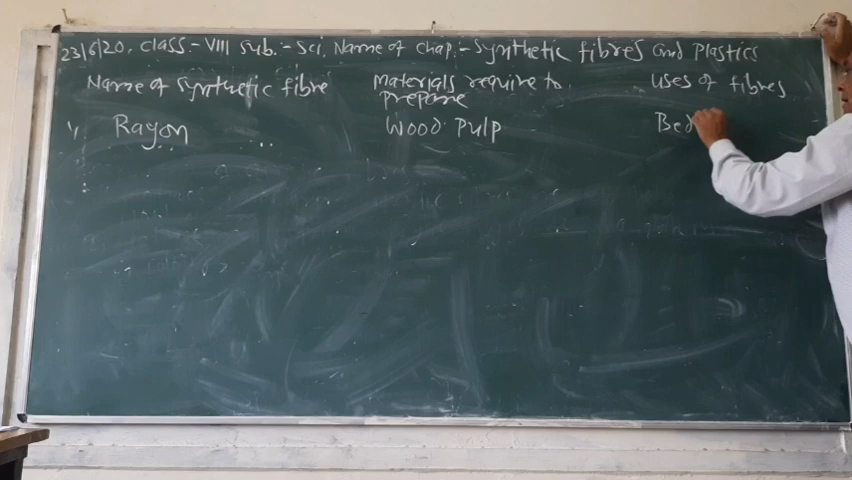 23/6/20. Class.- VIII Sub.- Sci. Name of Chap.- Synthetic fibres and Plastics
Name of Synthetic fibre Materials require to prepare Uses of fibres
1, Rayon Wood Pulp Bed